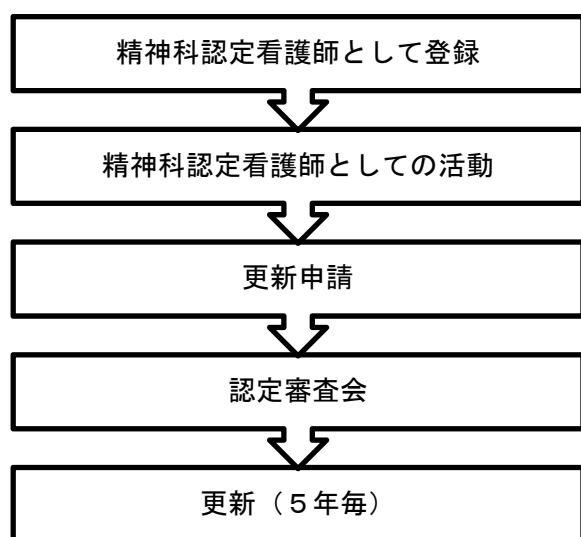 精神科認定看護師として登録
精神科認定看護師としての活動
更新申請
認定審査会
更新（５年毎）